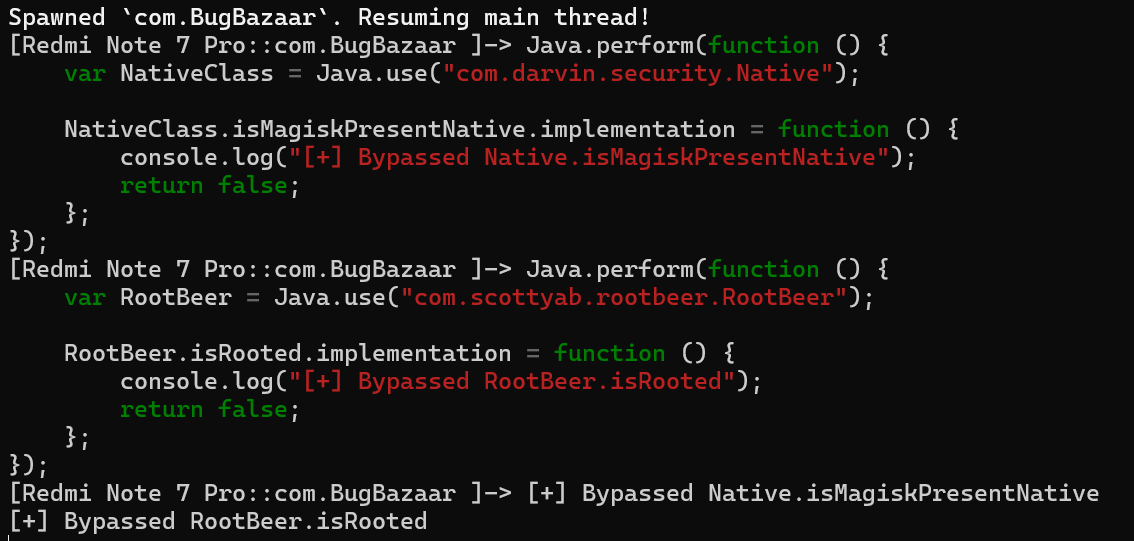 Spawned `com.BugBazaar`. Resuming main thread!
[Redmi Note 7 Pro::com.BugBazaar ]-> Java.perform(function () {
    var NativeClass = Java.use("com.darvin.security.Native");
    NativeClass.isMagiskPresentNative.implementation = function () {
        console.log("[+] Bypassed Native.isMagiskPresentNative");
        return false;
    };
});
[Redmi Note 7 Pro::com.BugBazaar ]-> Java.perform(function () {
    var RootBeer = Java.use("com.scottyab.rootbeer.RootBeer");
    RootBeer.isRooted.implementation = function () {
        console.log("[+] Bypassed RootBeer.isRooted");
        return false;
    };
});
[Redmi Note 7 Pro::com.BugBazaar ]-> [+] Bypassed Native.isMagiskPresentNative
[+] Bypassed RootBeer.isRooted